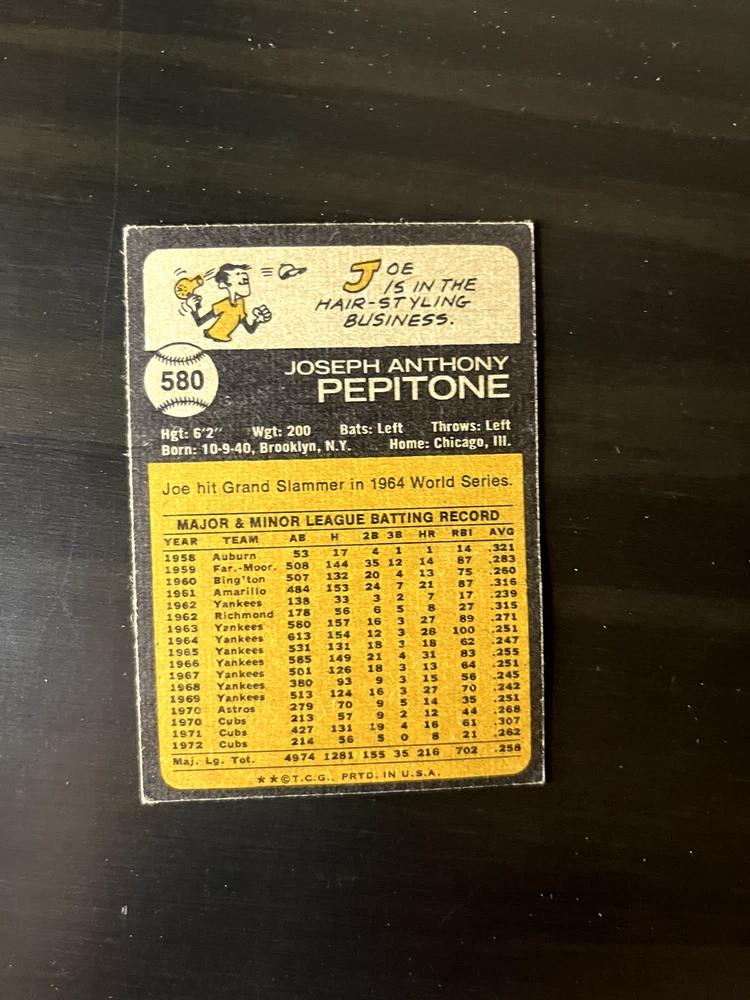 JOE
IS IN THE
HAIR-STYLING
BUSINESS.
580
JOSEPH ANTHONY
PEPITONE
Hgt: 6'2" Wgt: 200 Bats: Left Throws: Left
Born: 10-9-40, Brooklyn, N.Y. Home: Chicago, Ill.
Joe hit Grand Slammer in 1964 World Series.
MAJOR & MINOR LEAGUE BATTING RECORD
YEAR TEAM AB H 2B 3B HR RBI AVG
1958 Auburn 53 17 4 1 1 14 .321
1959 Far.-Moor. 508 144 35 12 14 87 .283
1960 Bing'ton 507 132 20 4 13 75 .260
1961 Amarillo 484 153 24 7 21 87 .316
1962 Yankees 138 33 3 2 7 17 .239
1962 Richmond 178 56 6 5 8 27 .315
1963 Yankees 580 157 16 3 27 89 .271
1964 Yankees 613 154 12 3 28 100 .251
1965 Yankees 531 131 18 3 18 62 .247
1966 Yankees 585 149 21 4 31 83 .255
1967 Yankees 501 126 18 3 13 64 .251
1968 Yankees 380 93 9 3 15 56 .245
1969 Yankees 513 124 16 3 27 70 .242
1970 Astros 279 70 9 5 14 35 .251
1970 Cubs 213 57 9 2 12 44 .268
1971 Cubs 427 131 19 4 16 61 .307
1972 Cubs 214 56 5 0 8 21 .262
Maj. Lg. Tot. 4974 1281 155 35 216 702 .258
★★©T.C.G., PRTD. IN U.S.A.